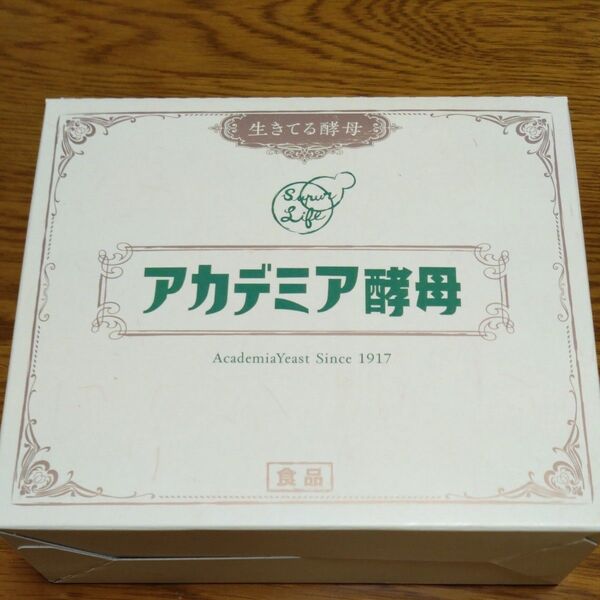 生きてる酵母
Supur
Life
アカデミア酵母
AcademiaYeast Since 1917
食品